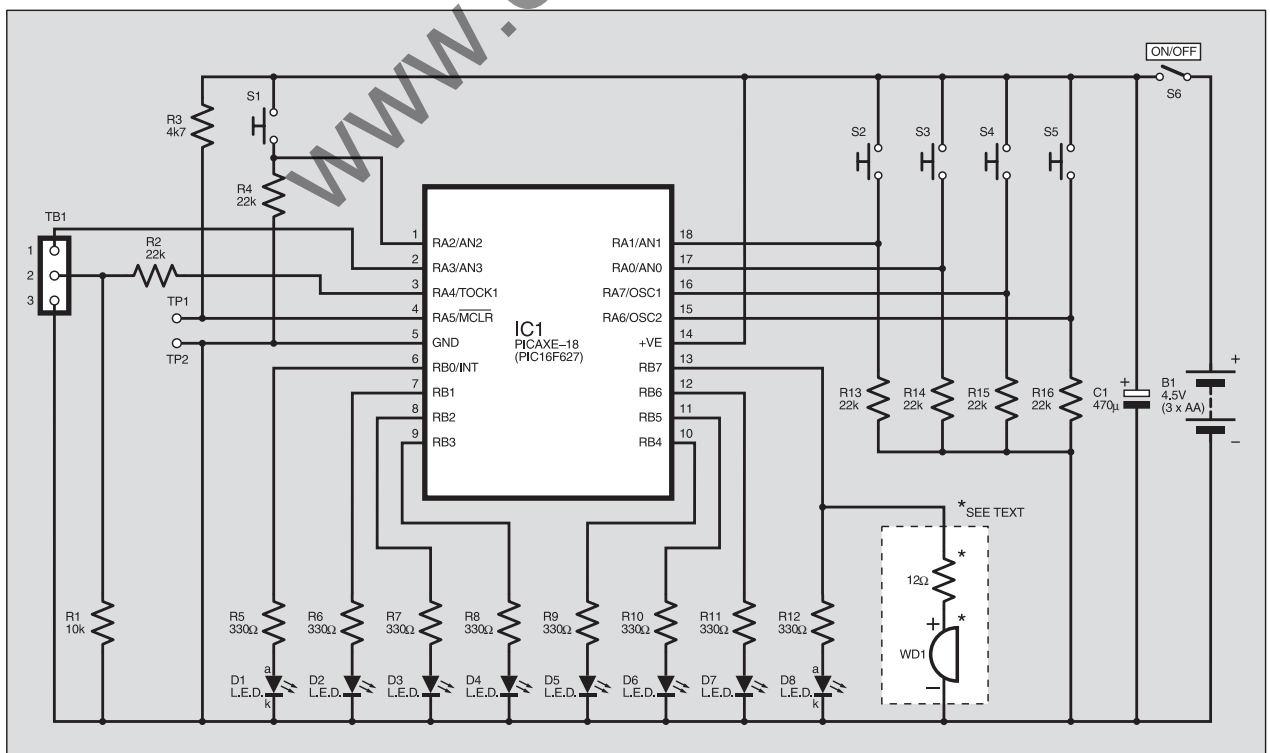 www.
ON/OFF
S6
S1
R3
4k7
R4
22k
S2
S3
S4
S5
TB1
1
2
3
R2
22k
TP1
TP2
1
2
3
4
5
6
7
8
9
RA2/AN2
RA3/AN3
RA4/TOCK1
RA5/MCLR
GND
RB0/INT
RB1
RB2
RB3
IC1
PICAXE–18
(PIC16F627)
RA1/AN1
RA0/AN0
RA7/OSC1
RA6/OSC2
+VE
RB7
RB6
RB5
RB4
18
17
16
15
14
13
12
11
10
R13
22k
R14
22k
R15
22k
R16
22k
C1
470µ
+
B1
4.5V
(3 x AA)
+
–
*SEE TEXT
12Ω
*
*
+
WD1
–
R1
10k
R5
330Ω
R6
330Ω
R7
330Ω
R8
330Ω
R9
330Ω
R10
330Ω
R11
330Ω
R12
330Ω
D1
L.E.D.
a
k
D2
L.E.D.
D3
L.E.D.
D4
L.E.D.
D5
L.E.D.
D6
L.E.D.
D7
L.E.D.
D8
L.E.D.
a
k